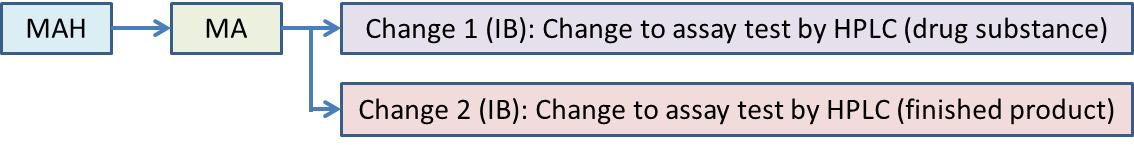 MAH
MA
Change 1 (IB): Change to assay test by HPLC (drug substance)
Change 2 (IB): Change to assay test by HPLC (finished product)